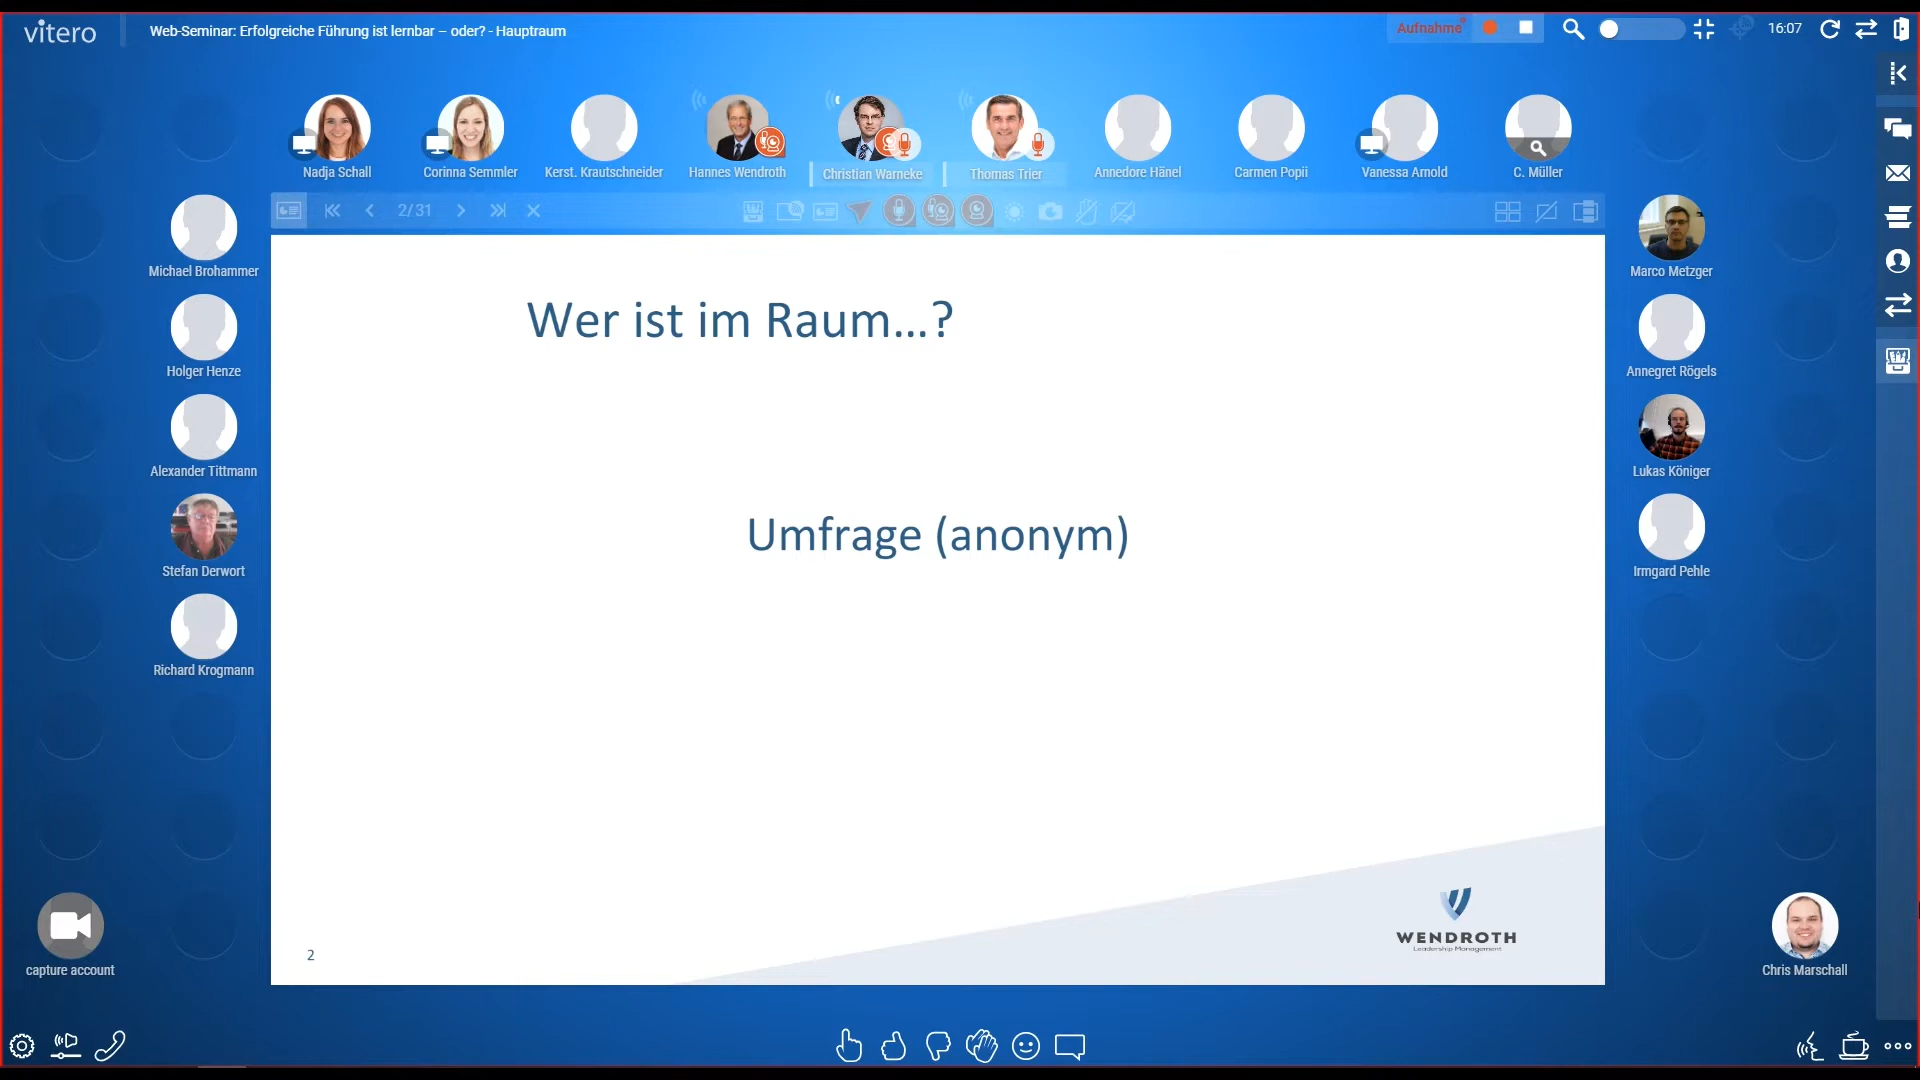 vitero
Web-Seminar: Erfolgreiche Führung ist lernbar – oder? - Hauptraum
Aufnahme
16:07
Nadja Schall
Corinna Semmler
Kerst. Krautschneider
Hannes Wendroth
Christian Warneke
Thomas Trier
Annedore Hänel
Carmen Popii
Vanessa Arnold
C. Müller
2/31
Michael Brohammer
Holger Henze
Alexander Tittmann
Stefan Derwort
Richard Krogmann
Wer ist im Raum...?
Umfrage (anonym)
2
WENDROTH
Leadership Management
Marco Metzger
Annegret Rögels
Lukas Königer
Irmgard Pehle
capture account
Chris Marschall